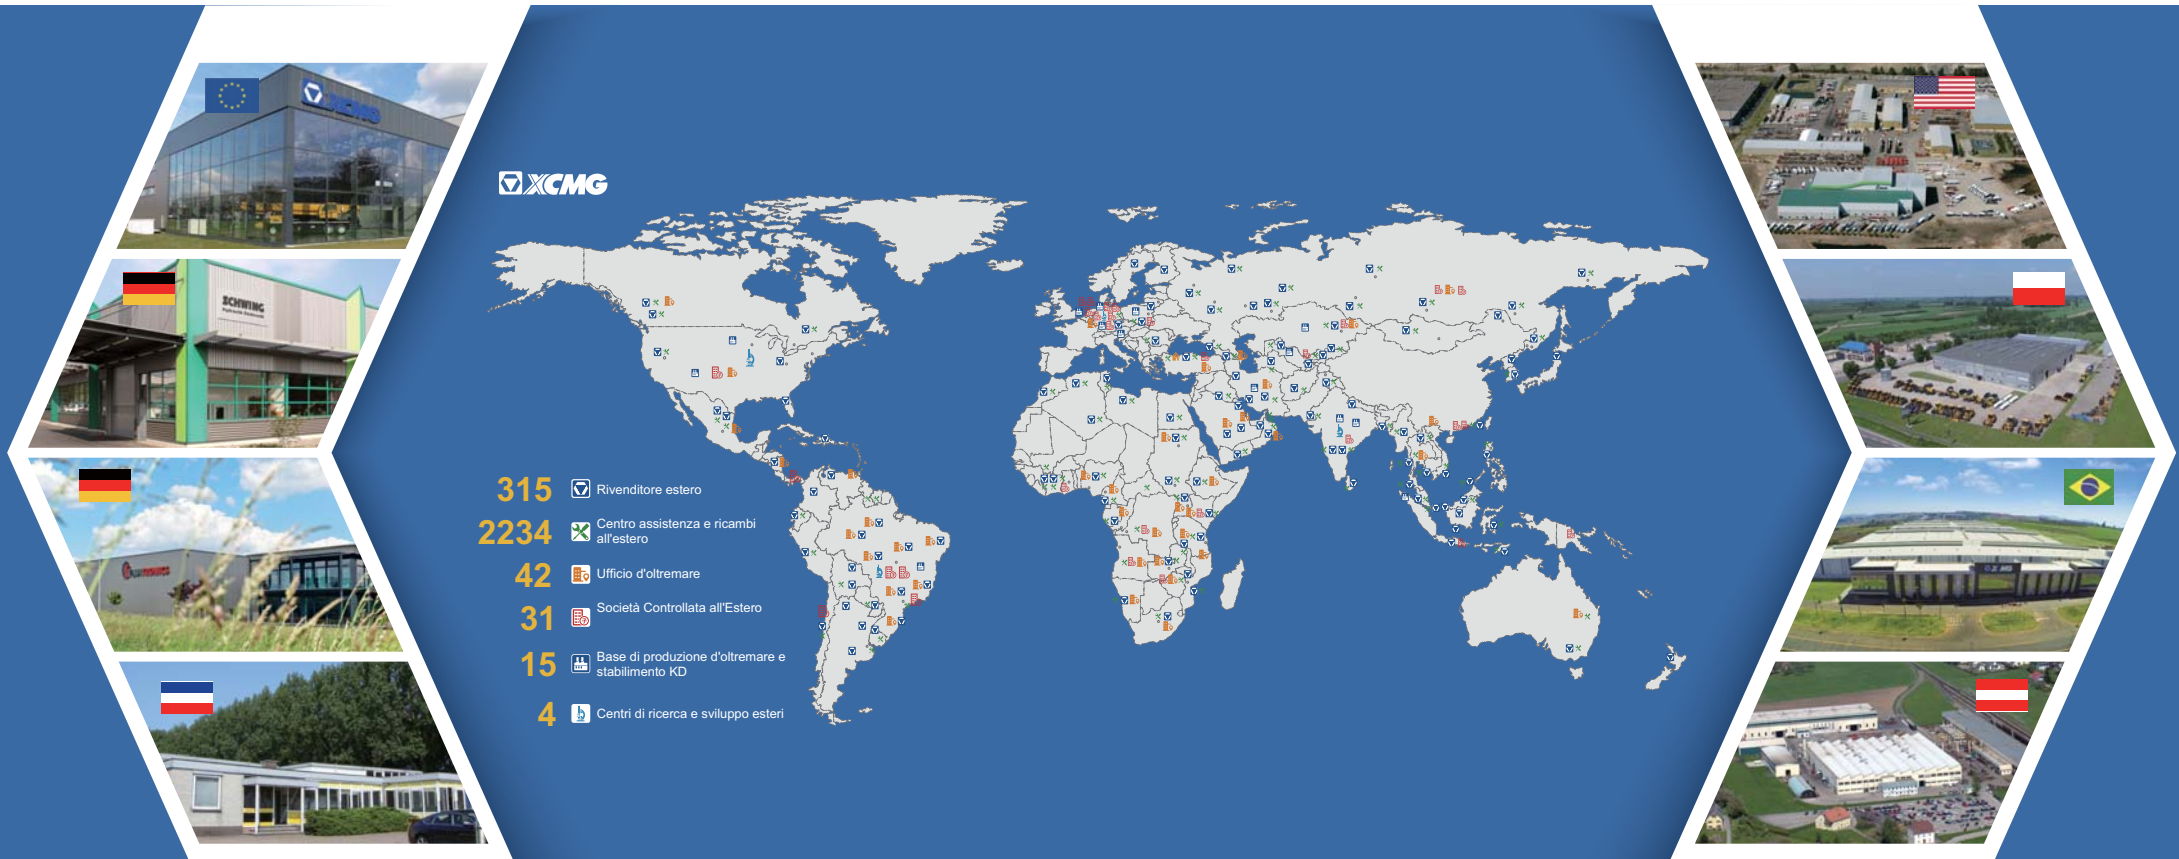 XCMG
SCHWING
XCMG
315 Rivenditore estero
2234 Centro assistenza e ricambi
all'estero
42 Ufficio d'oltremare
31 Società Controllata all'Estero
15 Base di produzione d'oltremare e
stabilimento KD
4 Centri di ricerca e sviluppo esteri